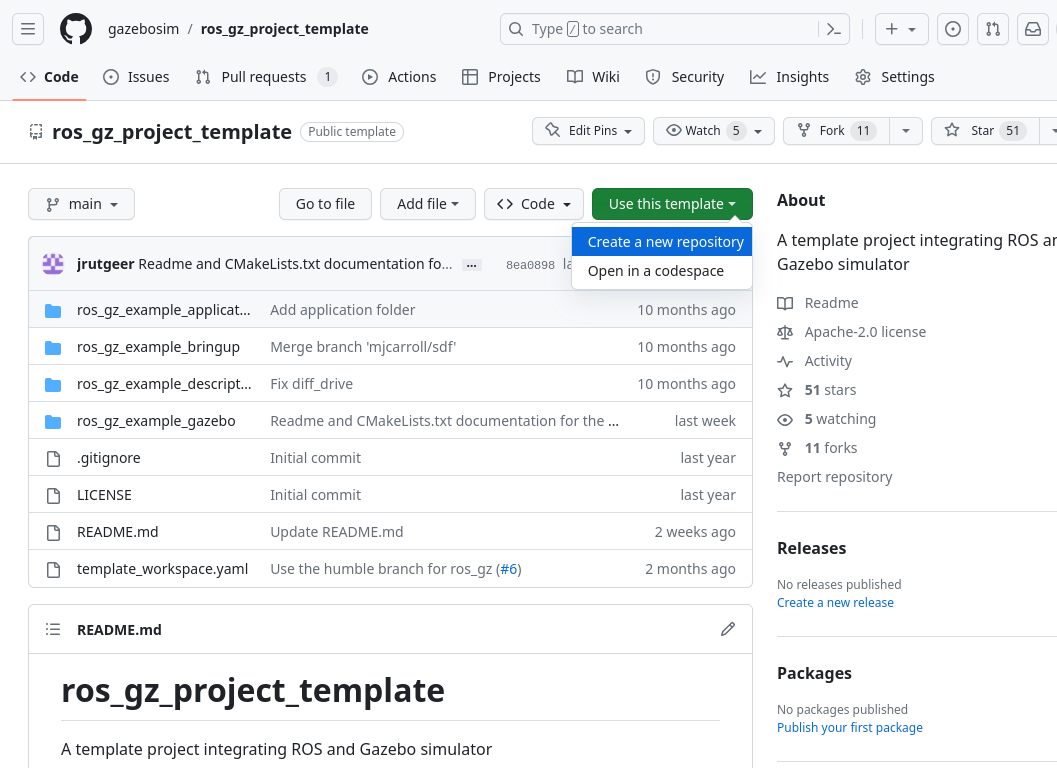 gazebosim / ros_gz_project_template
Type / to search
Code Issues Pull requests 1 Actions Projects Wiki Security Insights Settings
ros_gz_project_template Public template Edit Pins Watch 5 Fork 11 Star 51
main Go to file Add file Code Use this template
Create a new repository
Open in a codespace
jrutgeer Readme and CMakeLists.txt documentation fo... ... 8ea0898
ros_gz_example_applicat... Add application folder 10 months ago
ros_gz_example_bringup Merge branch 'mjcarroll/sdf' 10 months ago
ros_gz_example_descript... Fix diff_drive 10 months ago
ros_gz_example_gazebo Readme and CMakeLists.txt documentation for the ... last week
.gitignore Initial commit last year
LICENSE Initial commit last year
README.md Update README.md 2 weeks ago
template_workspace.yaml Use the humble branch for ros_gz (#6) 2 months ago
README.md
ros_gz_project_template
A template project integrating ROS and Gazebo simulator
About
A template project integrating ROS ar
Gazebo simulator
Readme
Apache-2.0 license
Activity
51 stars
5 watching
11 forks
Report repository
Releases
No releases published
Create a new release
Packages
No packages published
Publish your first package